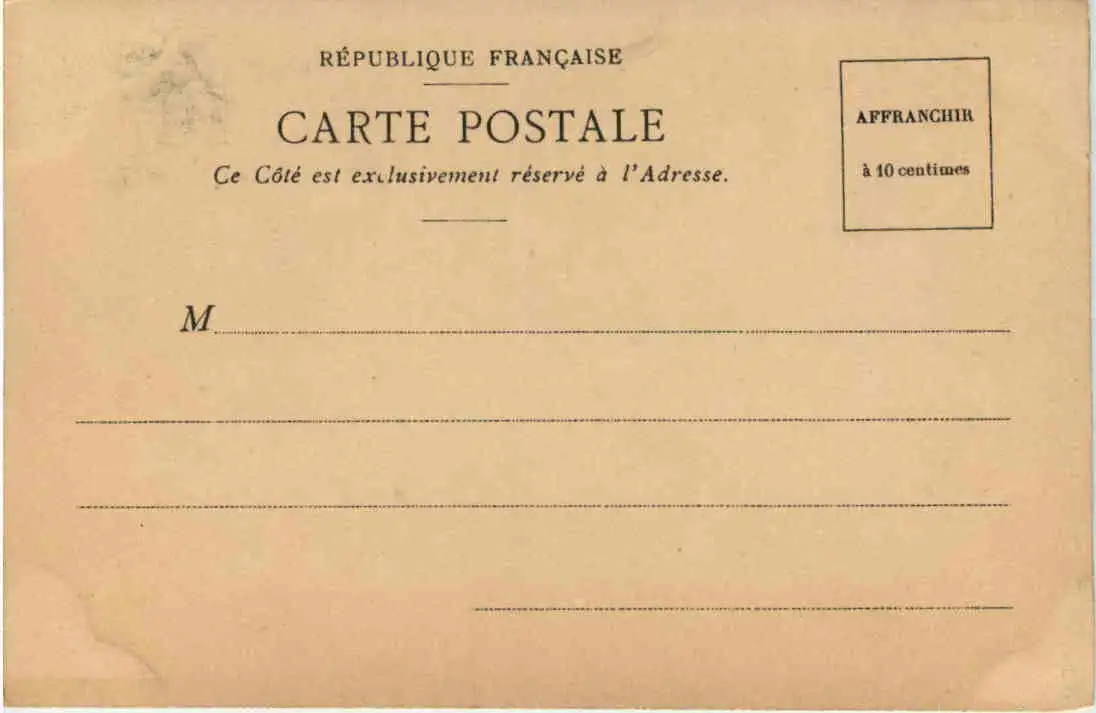 RÉPUBLIQUE FRANÇAISE
CARTE POSTALE
Ce Côté est exclusivement réservé à l'Adresse.
AFFRANCHIR
à 10 centimes
M